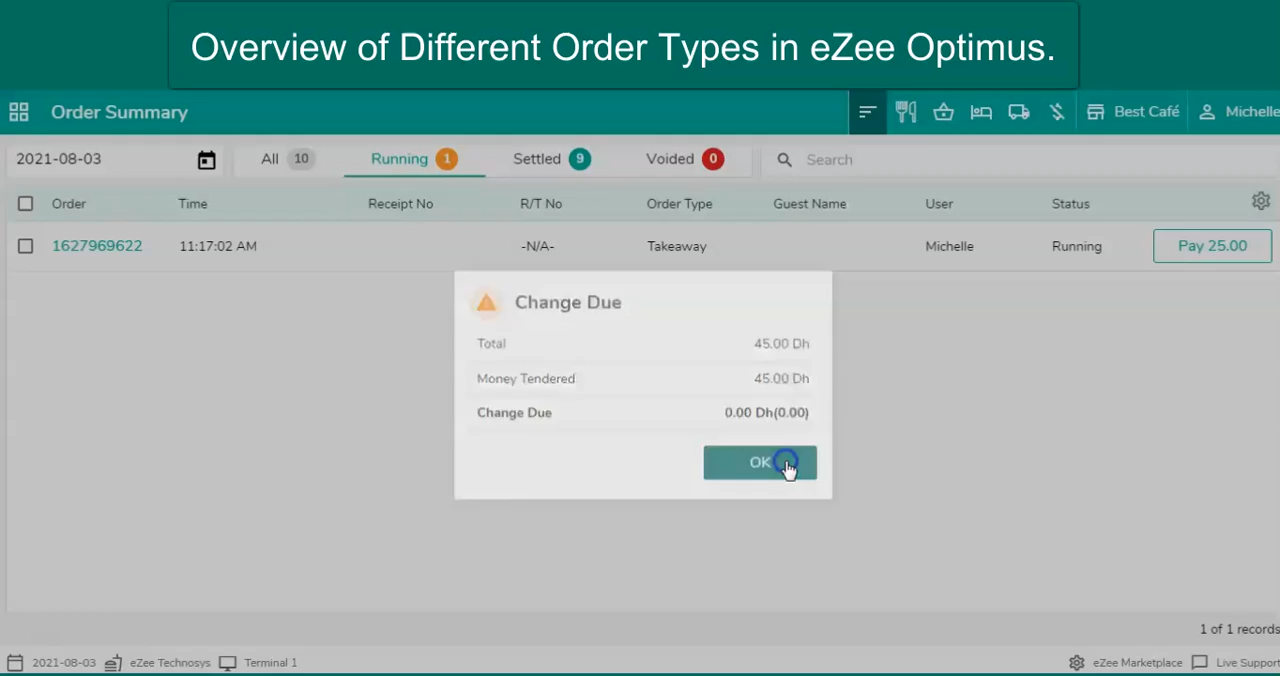 Overview of Different Order Types in eZee Optimus.
Order Summary
Best Café
Michelle
2021-08-03
All 10
Running 1
Settled 9
Voided 0
Search
Order Time Receipt No R/T No Order Type Guest Name User Status
1627969622 11:17:02 AM -N/A- Takeaway Michelle Running Pay 25.00
Change Due
Total 45.00 Dh
Money Tendered 45.00 Dh
Change Due 0.00 Dh(0.00)
OK
1 of 1 records
2021-08-03 eZee Technosys Terminal 1 eZee Marketplace Live Support